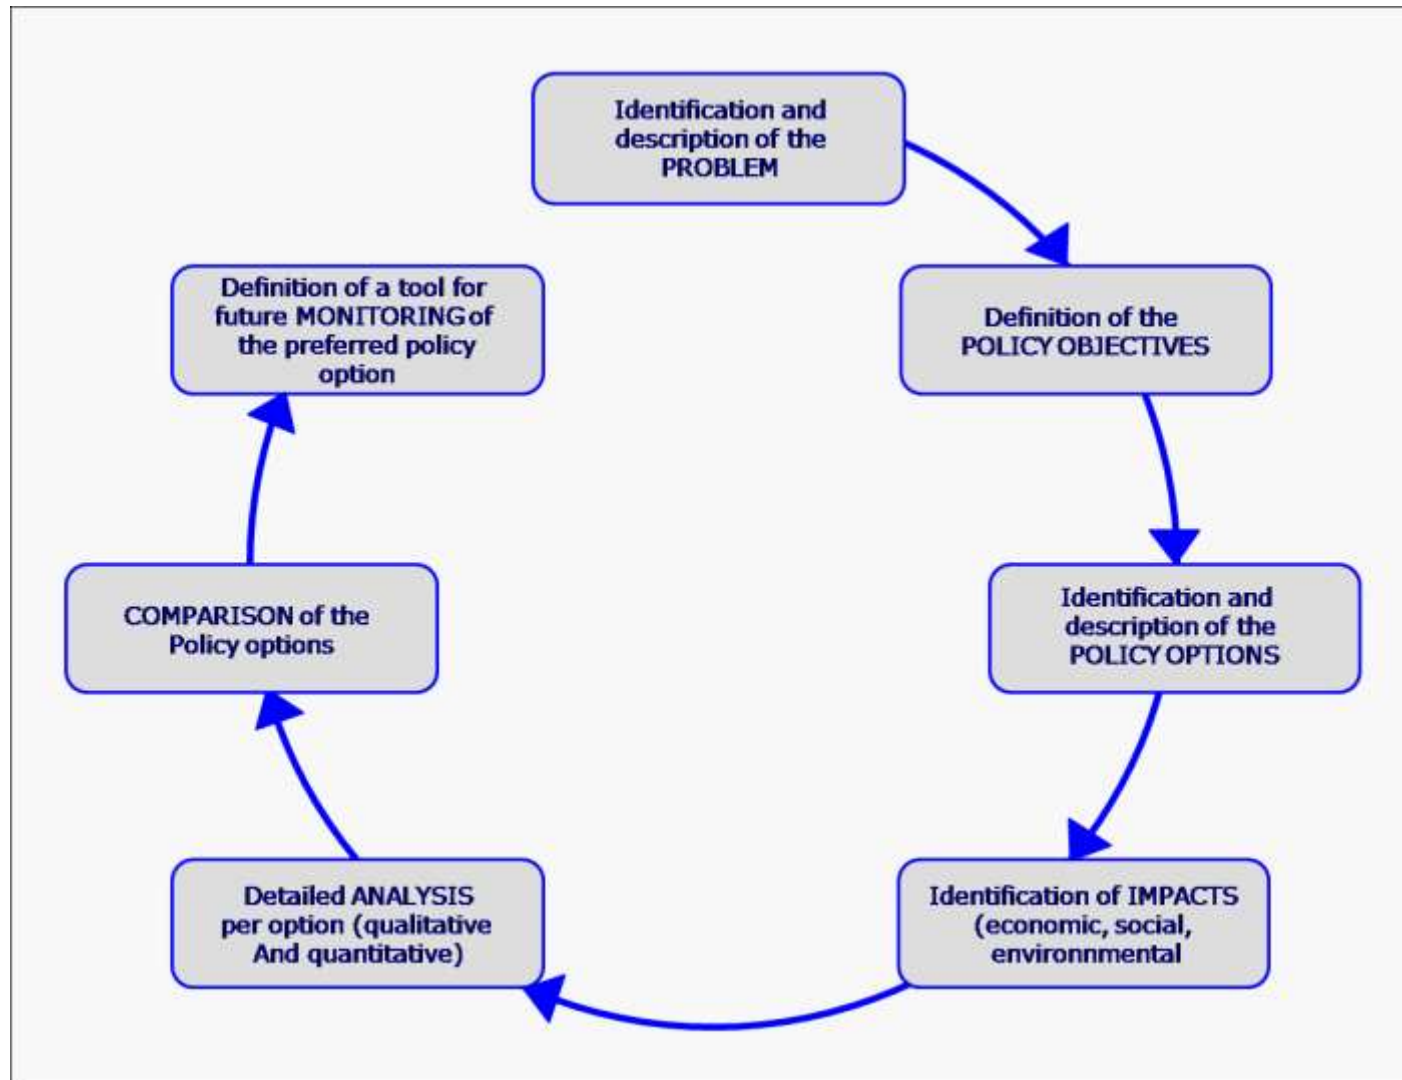 Identification and
description of the
PROBLEM
Definition of the
POLICY OBJECTIVES
Identification and
description of the
POLICY OPTIONS
Identification of IMPACTS
(economic, social,
environnmental
Detailed ANALYSIS
per option (qualitative
And quantitative)
COMPARISON of the
Policy options
Definition of a tool for
future MONITORING of
the preferred policy
option